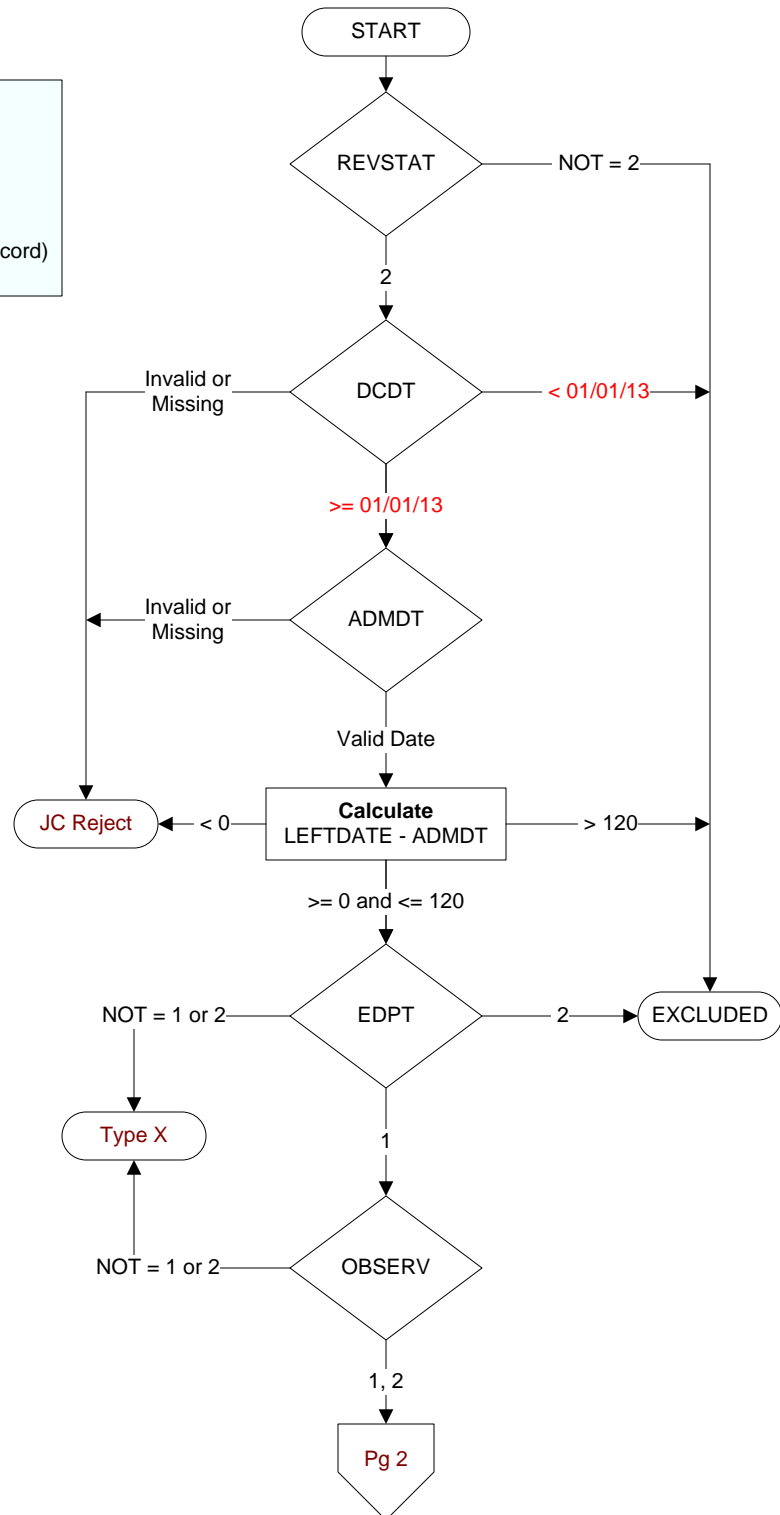 START
REVSTAT
NOT = 2
2
cord)
Invalid or
Missing
DCDT
< 01/01/13
>= 01/01/13
Invalid or
Missing
ADMDT
Valid Date
JC Reject
< 0
Calculate
LEFTDATE - ADMDT
> 120
>= 0 and <= 120
NOT = 1 or 2
EDPT
2
EXCLUDED
Type X
1
NOT = 1 or 2
OBSERV
1, 2
Pg 2